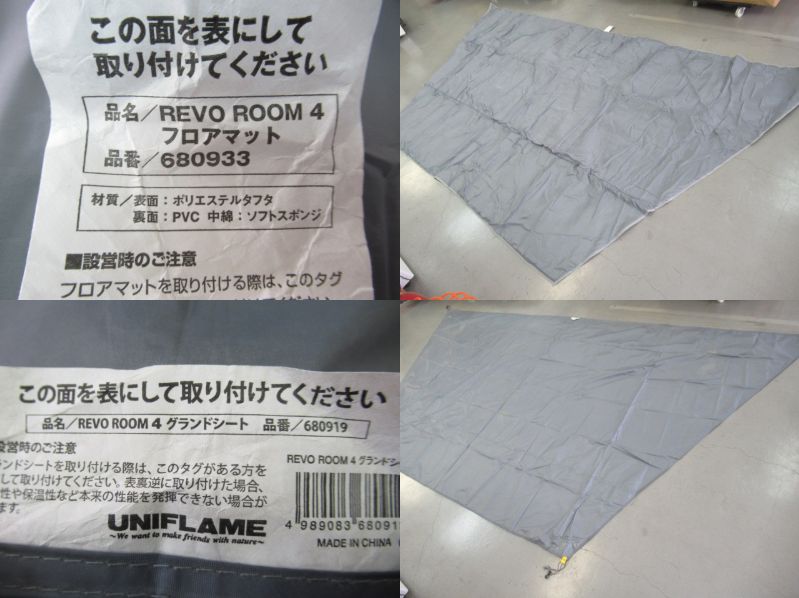 この面を表にして
取り付けてください
品名／REVO ROOM 4
フロアマット
品番／680933
材質／表面：ポリエステルタフタ
裏面：PVC 中綿：ソフトスポンジ
■設営時のご注意
フロアマットを取り付ける際は、このタグ
この面を表にして取り付けてください
品名／REVO ROOM 4 グランドシート 品番／680919
設営時のご注意
ランドシートを取り付ける際は、このタグがある方を
して取り付けてください。表裏逆に取り付けた場合、
性や保温性など本来の性能を発揮できない場合が
ます。
REVO ROOM 4 グランドシー
4 989083 68091
UNIFLAME
～We want to make friends with nature～
MADE IN CHINA